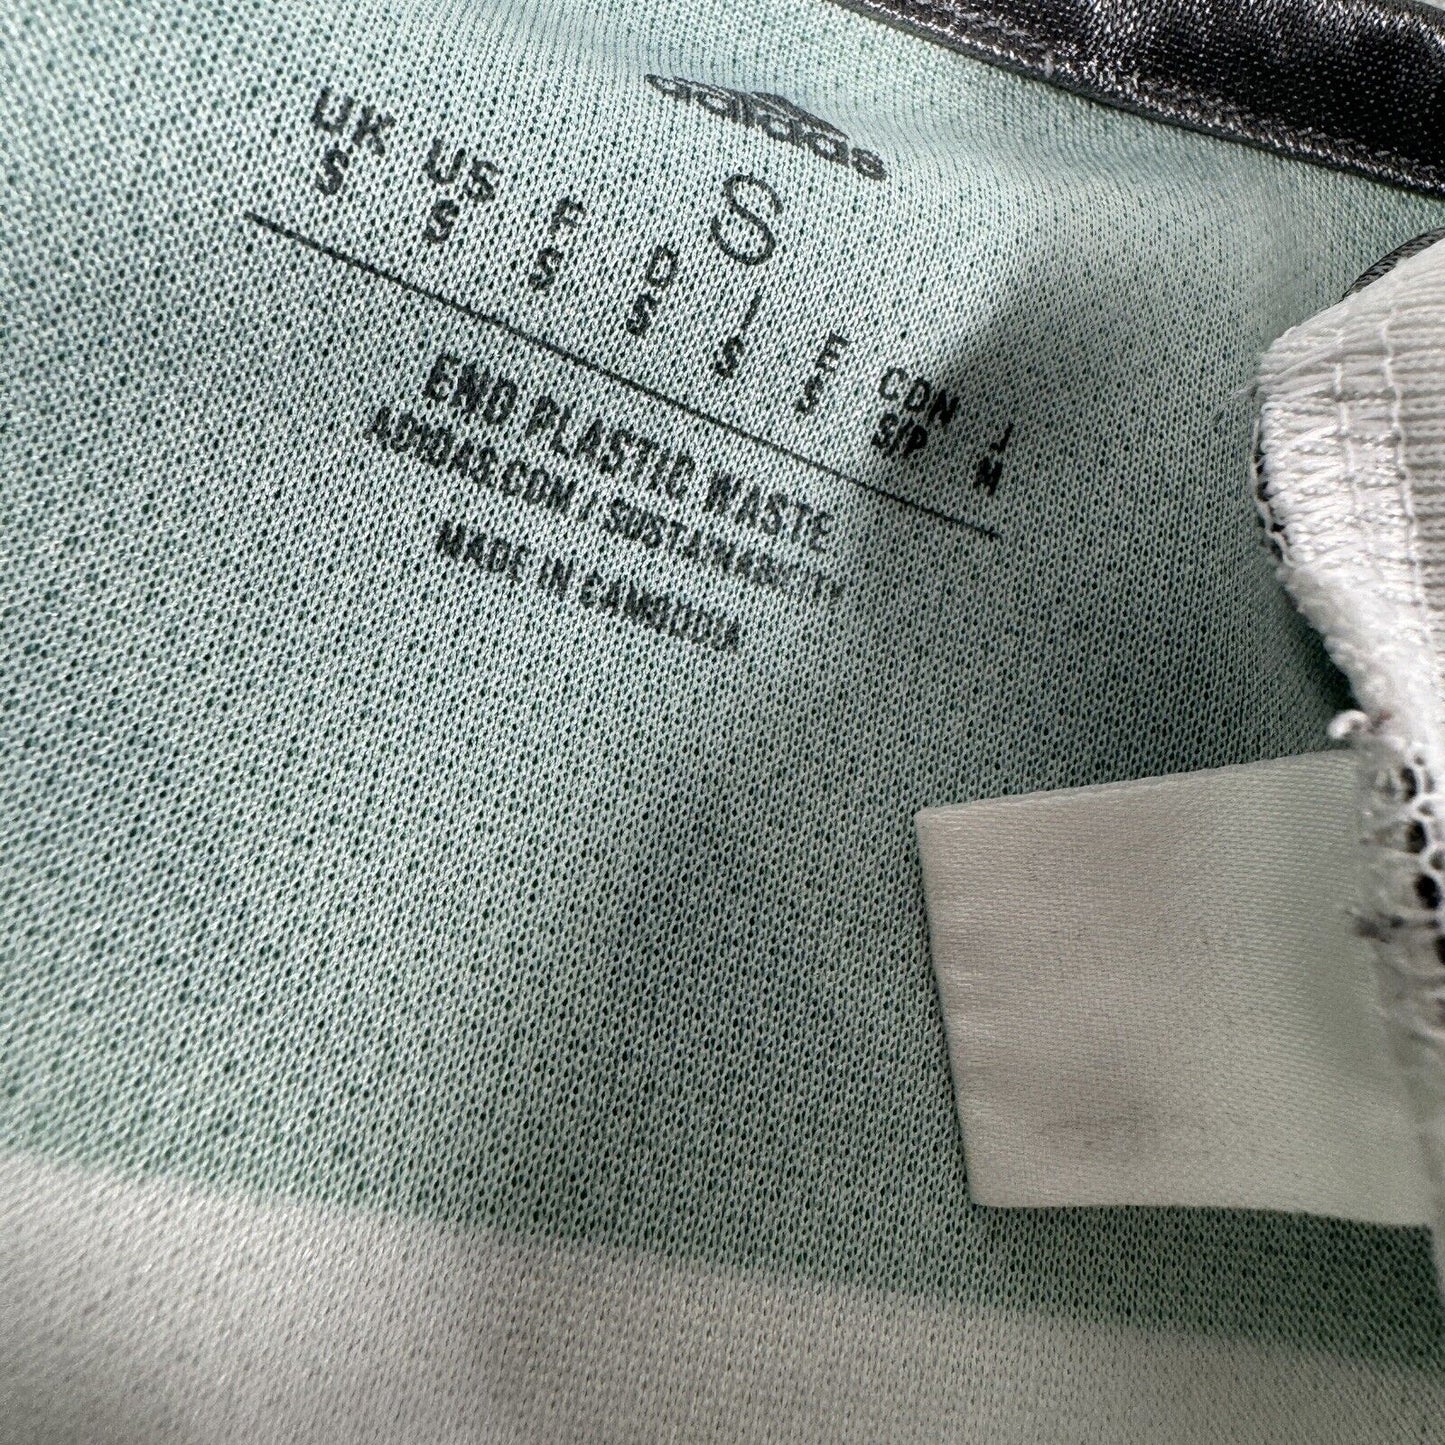 adidas
S
UK US F D I E CDN J
S S S S S S S/P M
END PLASTIC WASTE
ADIDAS.COM / SUSTAINABILITY
MADE IN CAMBODIA